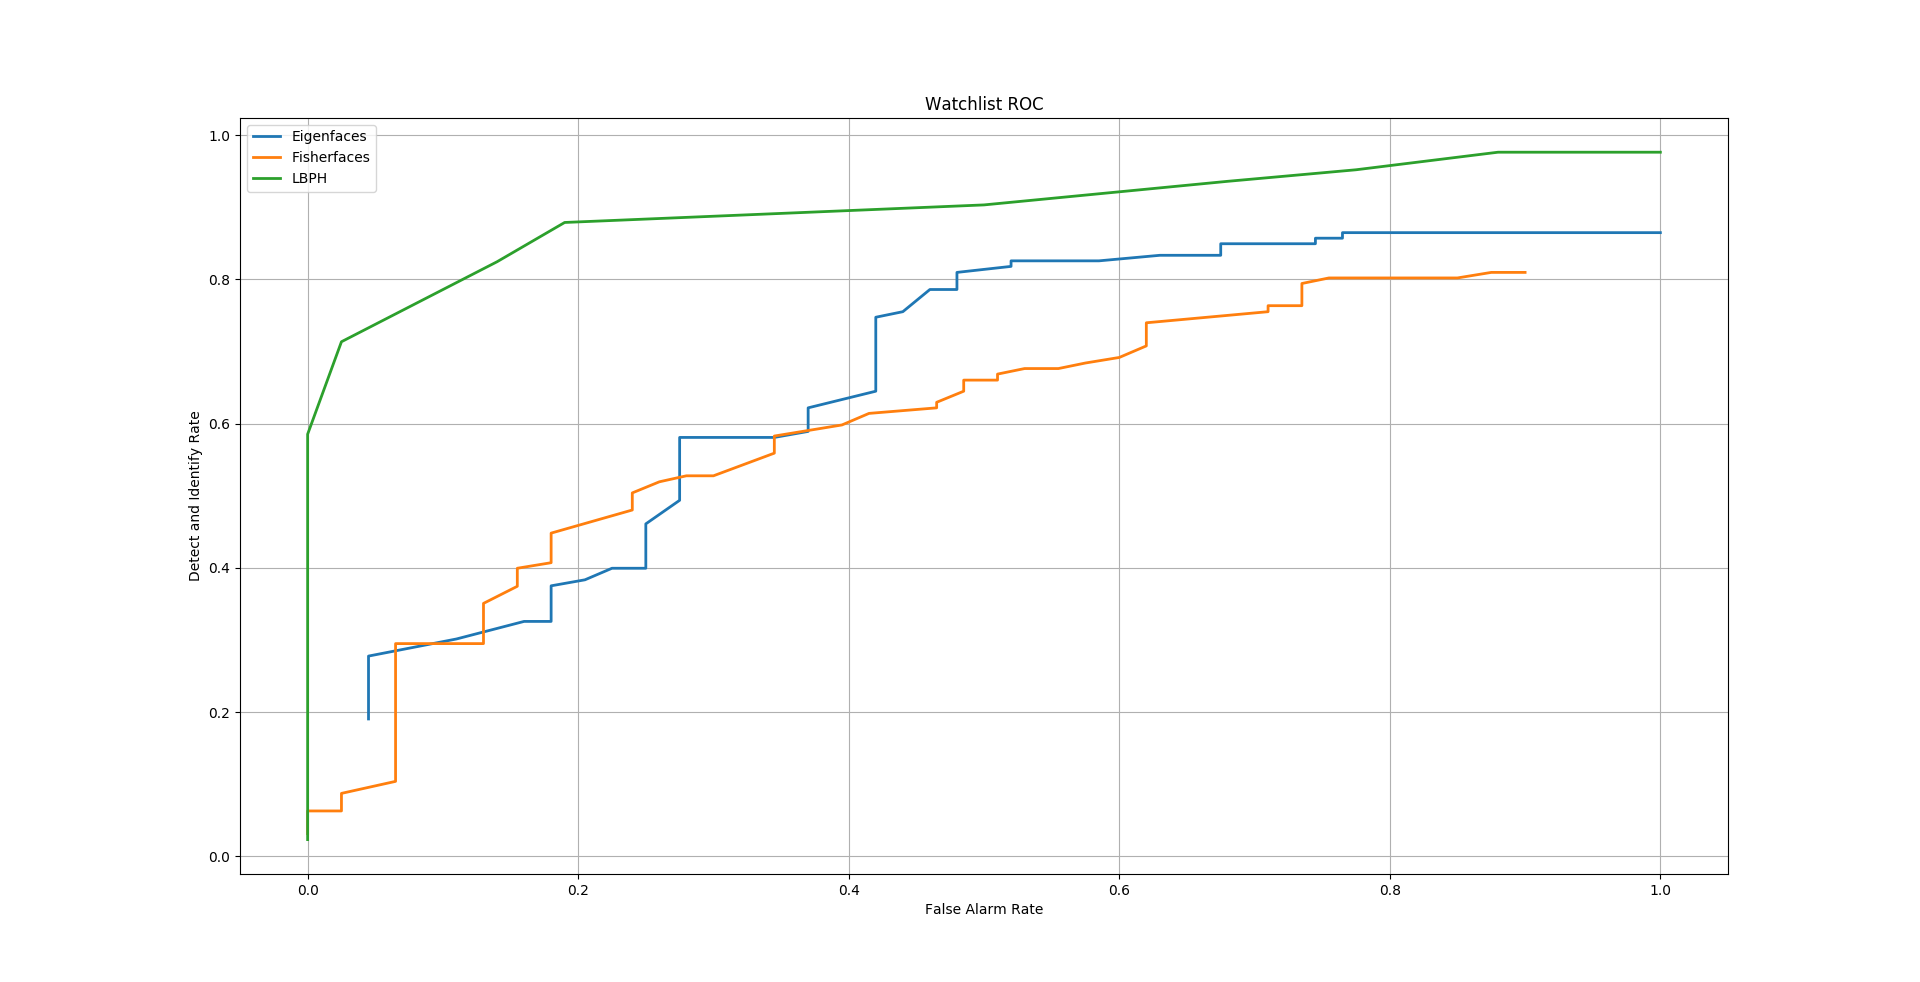 Watchlist ROC
Eigenfaces
Fisherfaces
LBPH
Detect and Identify Rate
1.0
0.8
0.6
0.4
0.2
0.0
0.0 0.2 0.4 0.6 0.8 1.0
False Alarm Rate